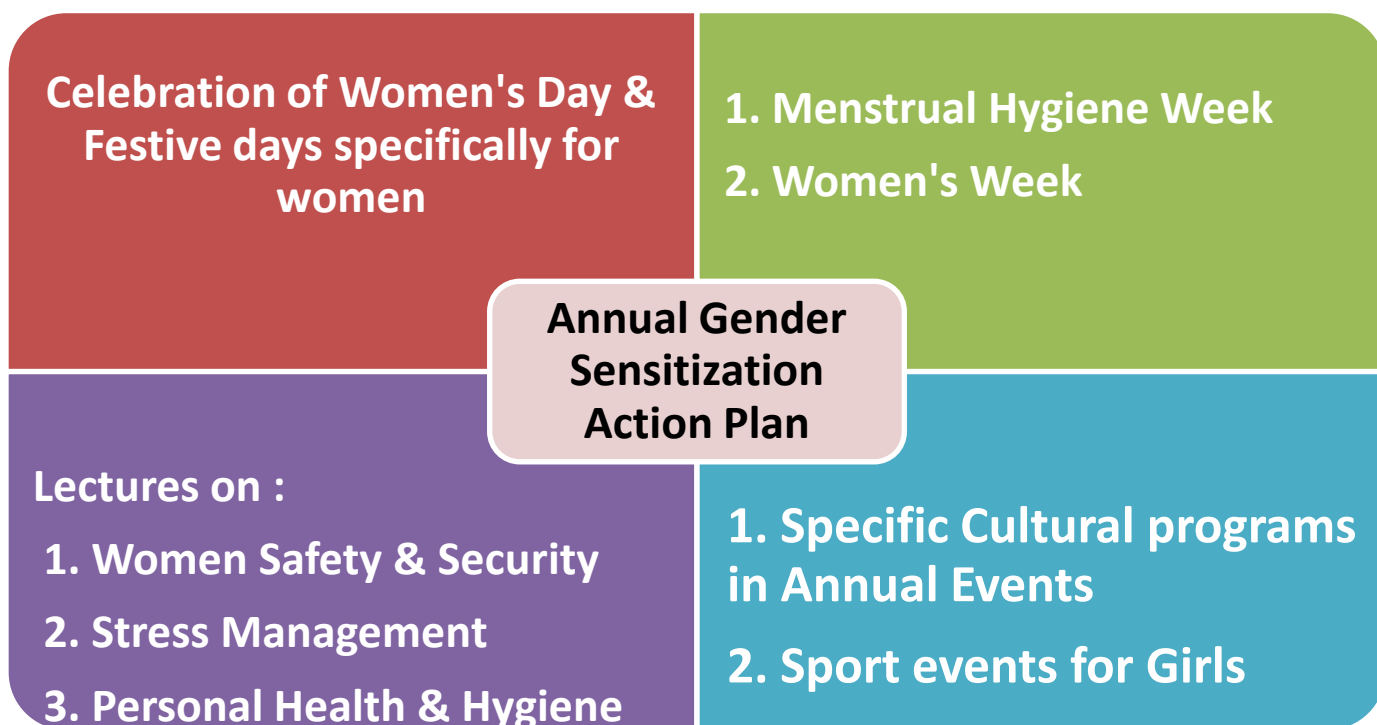 Celebration of Women's Day &
Festive days specifically for
women
1. Menstrual Hygiene Week
2. Women's Week
Annual Gender
Sensitization
Action Plan
Lectures on :
1. Women Safety & Security
2. Stress Management
3. Personal Health & Hygiene
1. Specific Cultural programs
in Annual Events
2. Sport events for Girls